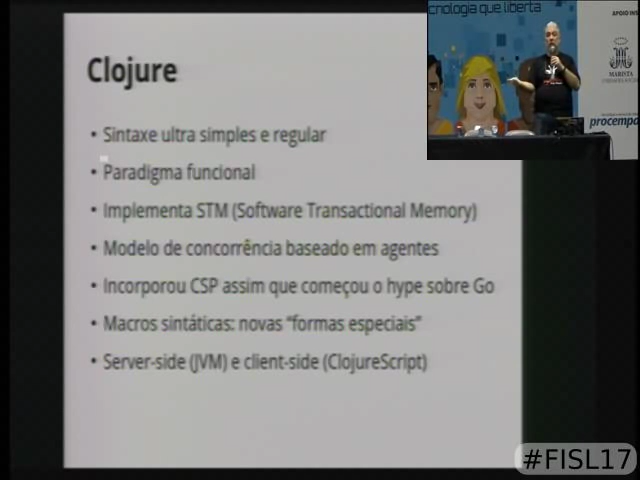 Clojure
• Sintaxe ultra simples e regular
• Paradigma funcional
• Implementa STM (Software Transactional Memory)
• Modelo de concorrência baseado em agentes
• Incorporou CSP assim que começou o hype sobre Go
• Macros sintáticas: novas “formas especiais”
• Server-side (JVM) e client-side (ClojureScript)
cnologia que liberta
APOIO INS
MARISTA
procempa
#FISL17